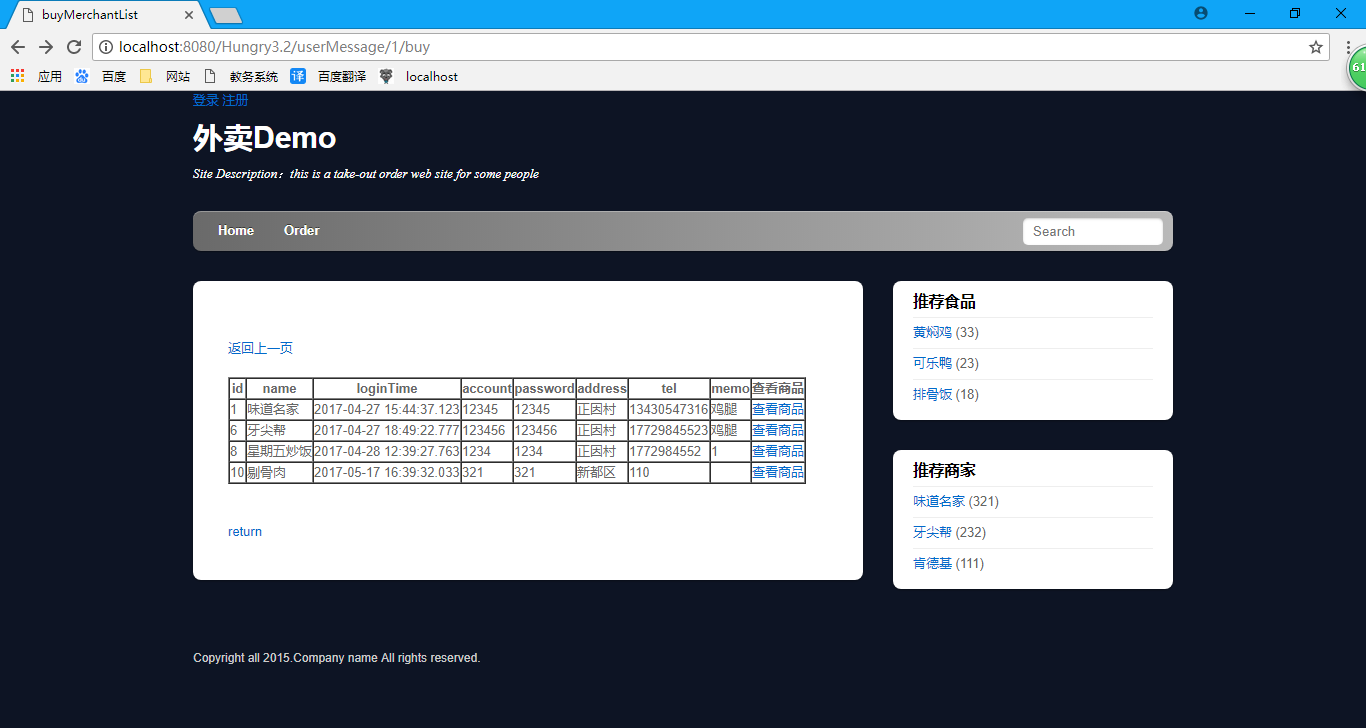 buyMerchantList
localhost:8080/Hungry3.2/userMessage/1/buy
应用 百度 网站 教务系统 译 百度翻译 localhost
61
登录 注册
外卖Demo
Site Description：this is a take-out order web site for some people
Home Order Search
返回上一页
id name loginTime account password address tel memo 查看商品
1 味道名家 2017-04-27 15:44:37.123 12345 12345 正因村 13430547316 鸡腿 查看商品
6 牙尖帮 2017-04-27 18:49:22.777 123456 123456 正因村 17729845523 鸡腿 查看商品
8 星期五炒饭 2017-04-28 12:39:27.763 1234 1234 正因村 1772984552 1 查看商品
10 剔骨肉 2017-05-17 16:39:32.033 321 321 新都区 110 查看商品
return
推荐食品
黄焖鸡 (33)
可乐鸭 (23)
排骨饭 (18)
推荐商家
味道名家 (321)
牙尖帮 (232)
肯德基 (111)
Copyright all 2015.Company name All rights reserved.